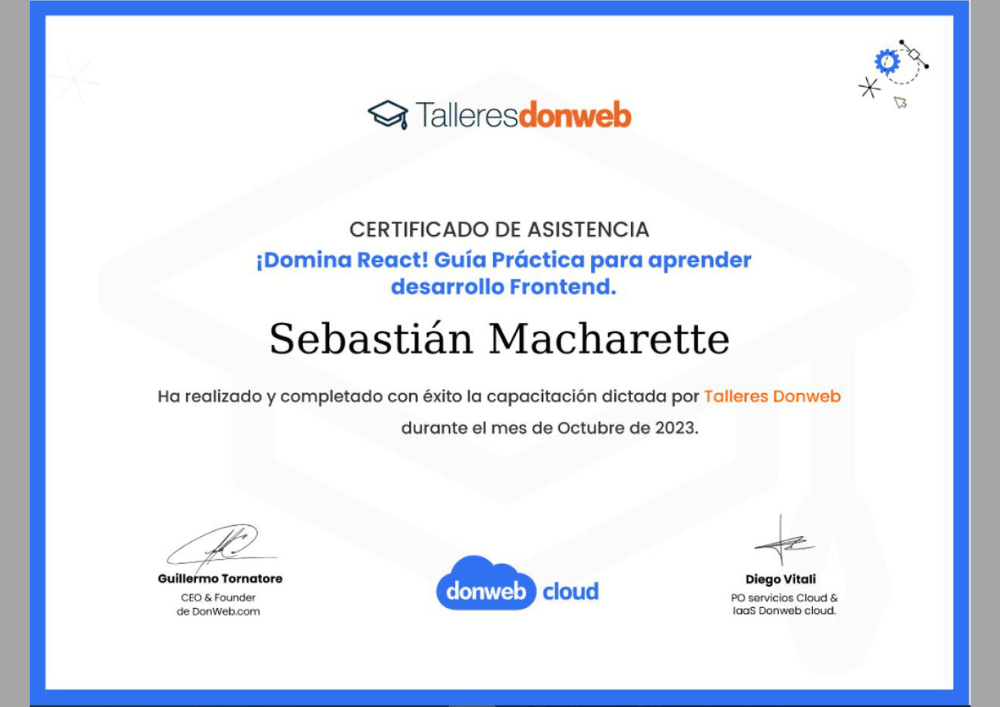 Talleresdonweb
CERTIFICADO DE ASISTENCIA
¡Domina React! Guía Práctica para aprender
desarrollo Frontend.
Sebastián Macharette
Ha realizado y completado con éxito la capacitación dictada por Talleres Donweb
durante el mes de Octubre de 2023.
Guillermo Tornatore
CEO & Founder
de DonWeb.com
donweb cloud
Diego Vitali
PO servicios Cloud &
IaaS Donweb cloud.